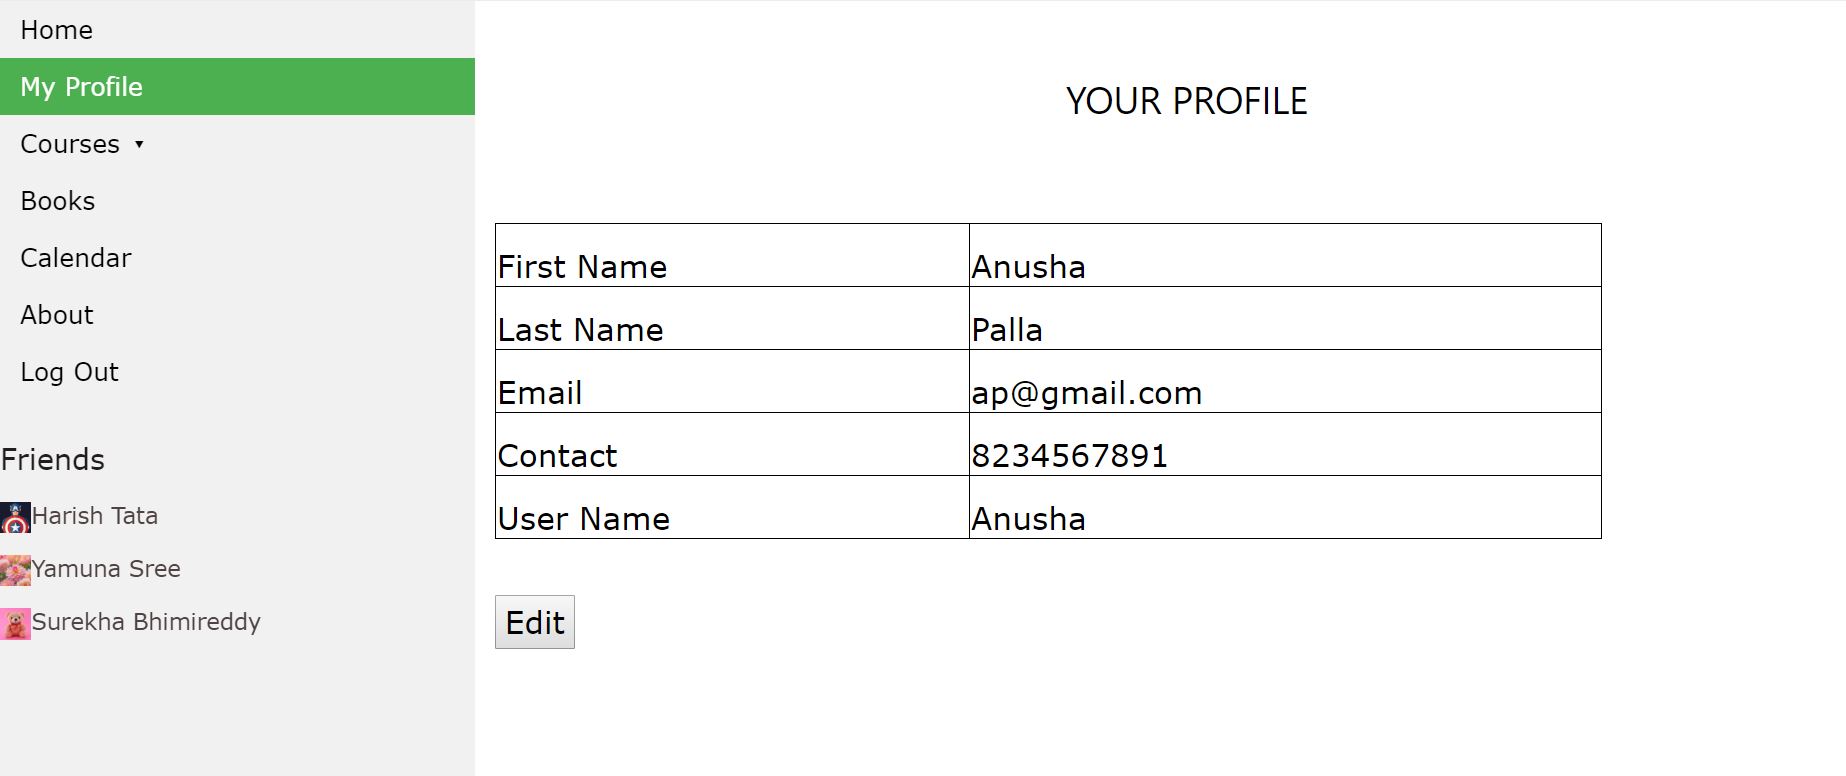 Home
My Profile
Courses ▼
Books
Calendar
About
Log Out
Friends
Harish Tata
Yamuna Sree
Surekha Bhimireddy
YOUR PROFILE
First Name Anusha
Last Name Palla
Email ap@gmail.com
Contact 8234567891
User Name Anusha
Edit